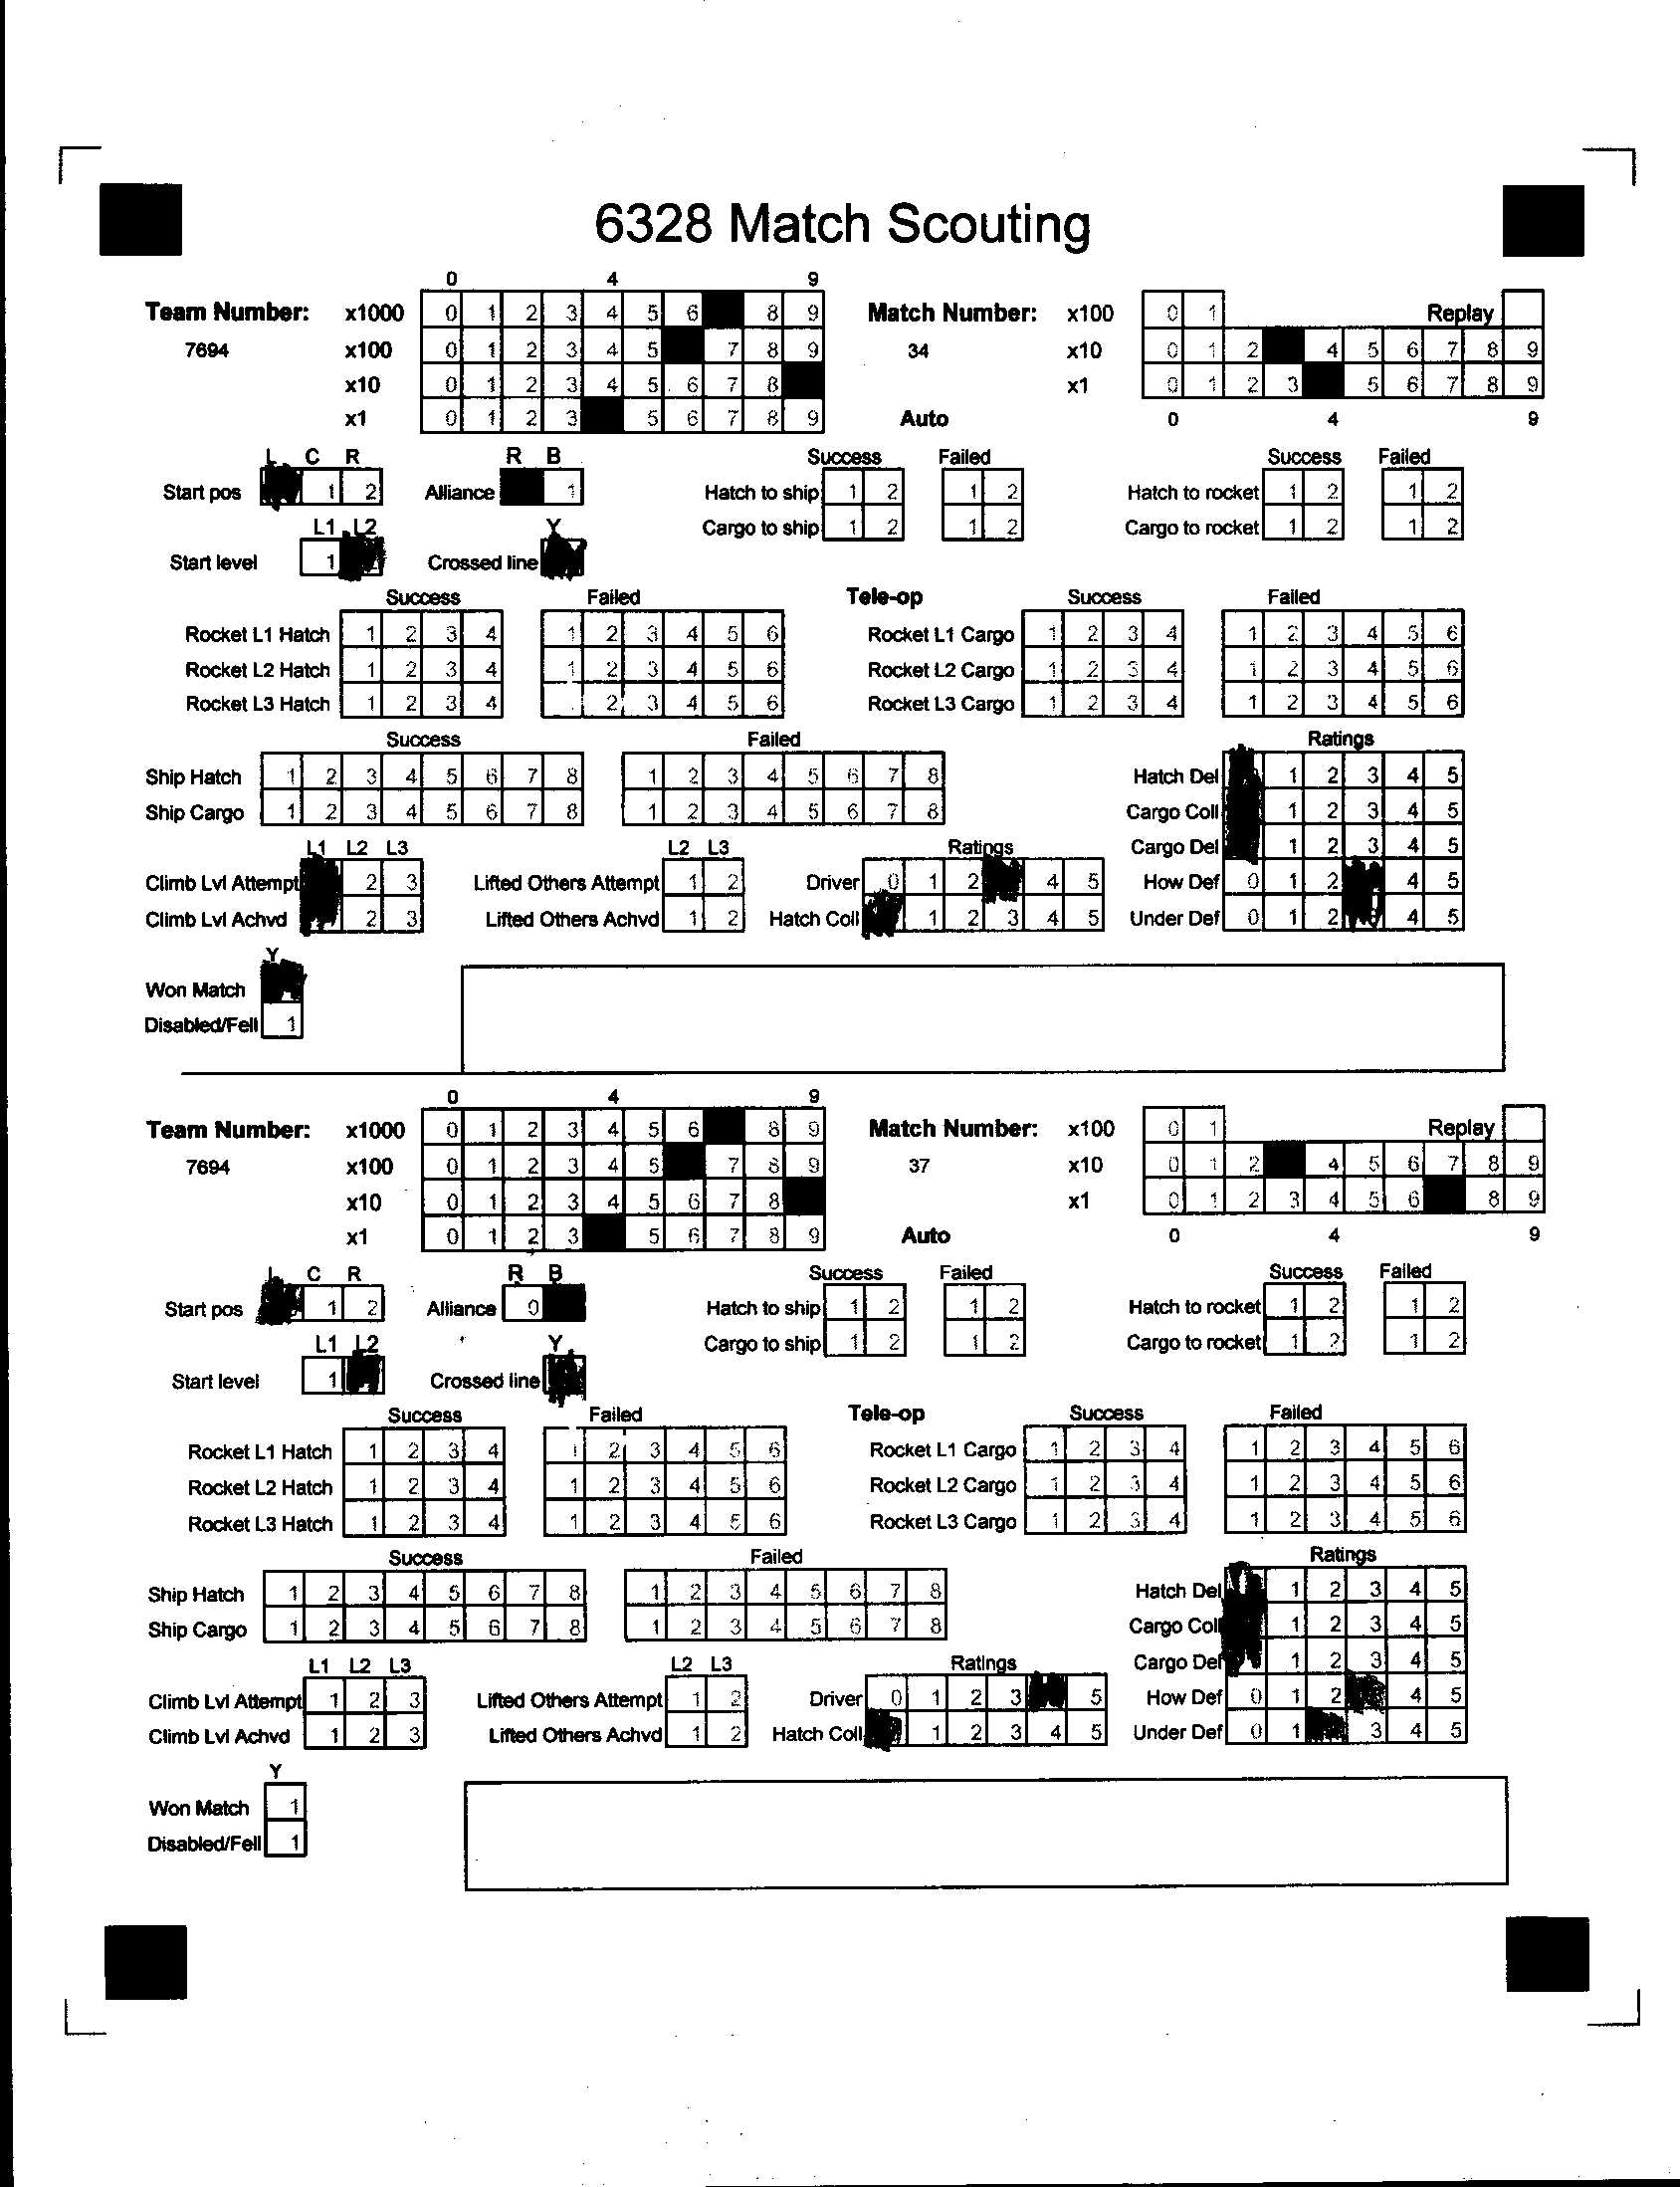 6328 Match Scouting
0 4 9
Team Number: x1000 0 1 2 3 4 5 6 8 9 Match Number: x100 0 1 Replay
7694 x100 0 1 2 3 4 5 7 8 9 34 x10 0 1 2 4 5 6 7 8 9
x10 0 1 2 3 4 5 6 7 8 x1 0 1 2 3 5 6 7 8 9
x1 0 1 2 3 5 6 7 8 9 Auto 0 4 9
L C R R B Success Failed Success Failed
Start pos 1 2 Alliance 1 Hatch to ship 1 2 1 2 Hatch to rocket 1 2 1 2
L1 L2 Y Cargo to ship 1 2 1 2 Cargo to rocket 1 2 1 2
Start level 1 Crossed line
Success Failed Tele-op Success Failed
Rocket L1 Hatch 1 2 3 4 1 2 3 4 5 6 Rocket L1 Cargo 1 2 3 4 1 2 3 4 5 6
Rocket L2 Hatch 1 2 3 4 1 2 3 4 5 6 Rocket L2 Cargo 1 2 3 4 1 2 3 4 5 6
Rocket L3 Hatch 1 2 3 4 2 3 4 5 6 Rocket L3 Cargo 1 2 3 4 1 2 3 4 5 6
Success Failed Ratings
Ship Hatch 1 2 3 4 5 6 7 8 1 2 3 4 5 6 7 8 Hatch Del 1 2 3 4 5
Ship Cargo 1 2 3 4 5 6 7 8 1 2 3 4 5 6 7 8 Cargo Coll 1 2 3 4 5
L1 L2 L3 L2 L3 Ratings Cargo Del 1 2 3 4 5
Climb Lvl Attempt 2 3 Lifted Others Attempt 1 2 Driver 0 1 2 4 5 How Def 0 1 2 4 5
Climb Lvl Achvd 2 3 Lifted Others Achvd 1 2 Hatch Coll 1 2 3 4 5 Under Def 0 1 2 4 5
Y
Won Match
Disabled/Fell 1
0 4 9
Team Number: x1000 0 1 2 3 4 5 6 8 9 Match Number: x100 0 1 Replay
7694 x100 0 1 2 3 4 5 7 8 9 37 x10 0 1 2 4 5 6 7 8 9
x10 0 1 2 3 4 5 6 7 8 x1 0 1 2 3 4 5 6 8 9
x1 0 1 2 3 5 6 7 8 9 Auto 0 4 9
L C R R B Success Failed Success Failed
Start pos 1 2 Alliance 0 Hatch to ship 1 2 1 2 Hatch to rocket 1 2 1 2
L1 L2 Y Cargo to ship 1 2 1 2 Cargo to rocket 1 2 1 2
Start level 1 Crossed line
Success Failed Tele-op Success Failed
Rocket L1 Hatch 1 2 3 4 1 2 3 4 5 6 Rocket L1 Cargo 1 2 3 4 1 2 3 4 5 6
Rocket L2 Hatch 1 2 3 4 1 2 3 4 5 6 Rocket L2 Cargo 1 2 3 4 1 2 3 4 5 6
Rocket L3 Hatch 1 2 3 4 1 2 3 4 5 6 Rocket L3 Cargo 1 2 3 4 1 2 3 4 5 6
Success Failed Ratings
Ship Hatch 1 2 3 4 5 6 7 8 1 2 3 4 5 6 7 8 Hatch Del 1 2 3 4 5
Ship Cargo 1 2 3 4 5 6 7 8 1 2 3 4 5 6 7 8 Cargo Coll 1 2 3 4 5
L1 L2 L3 L2 L3 Ratings Cargo Del 1 2 3 4 5
Climb Lvl Attempt 1 2 3 Lifted Others Attempt 1 2 Driver 0 1 2 3 5 How Def 0 1 2 4 5
Climb Lvl Achvd 1 2 3 Lifted Others Achvd 1 2 Hatch Coll 1 2 3 4 5 Under Def 0 1 3 4 5
Y
Won Match 1
Disabled/Fell 1